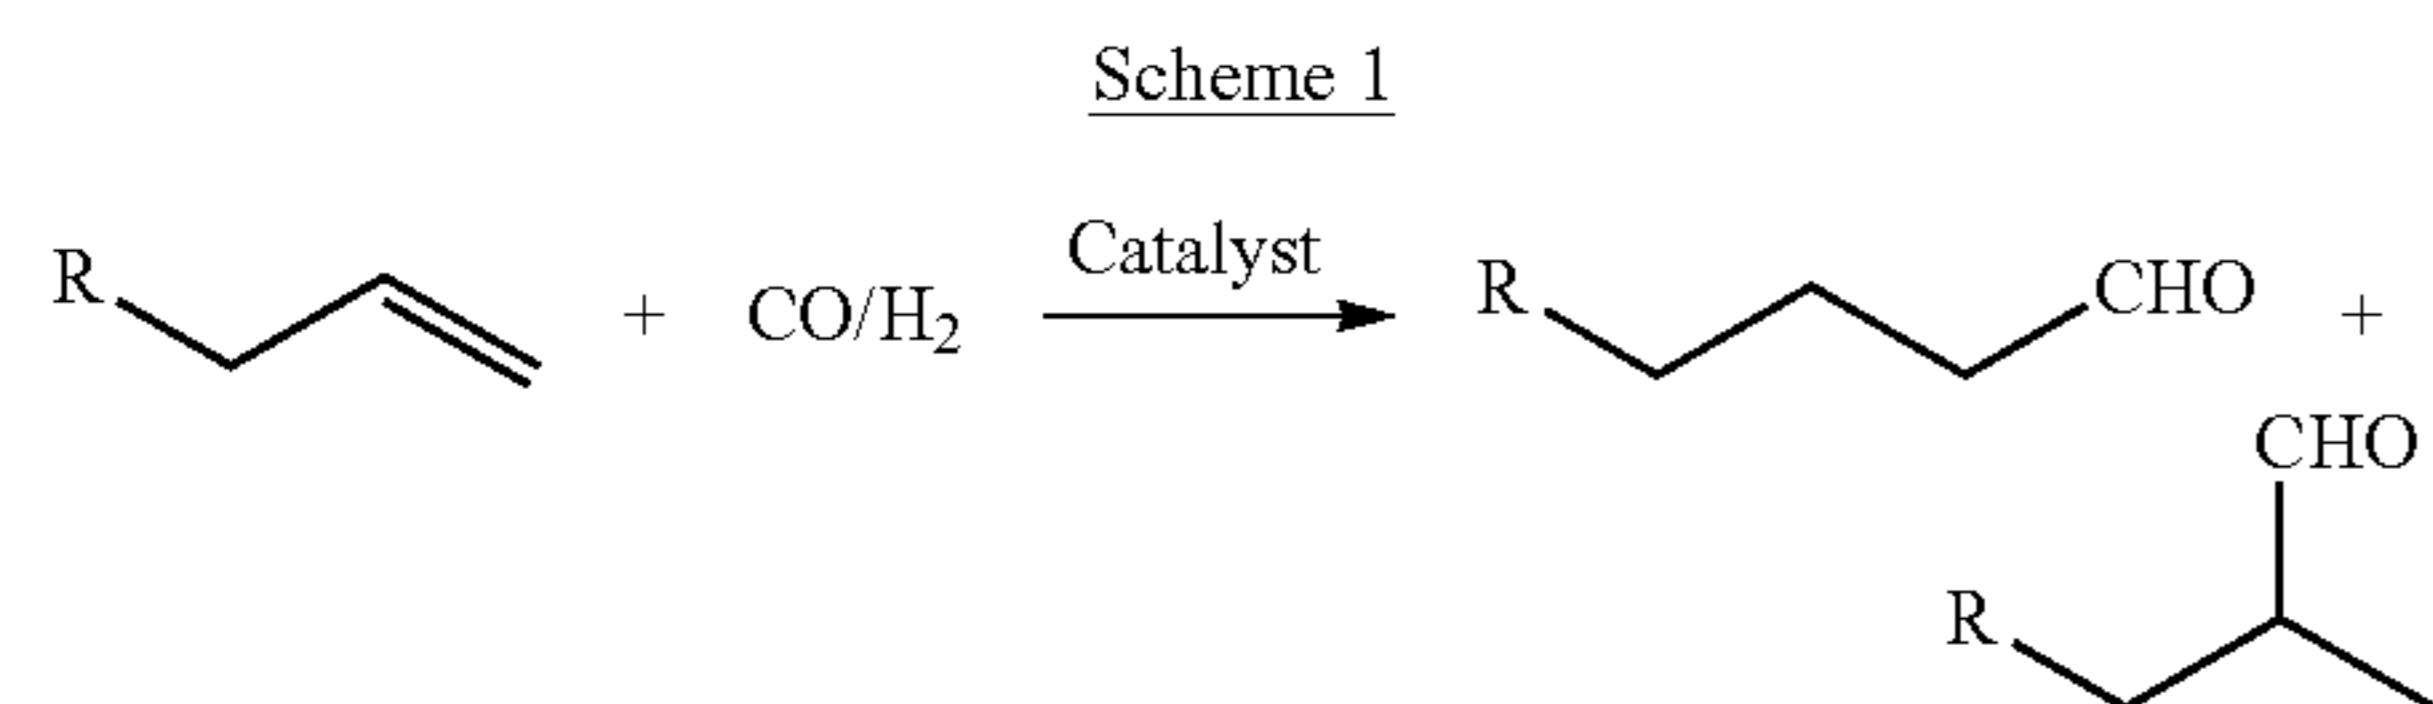 Scheme 1
R + CO/H₂ Catalyst R CHO +
CHO
R